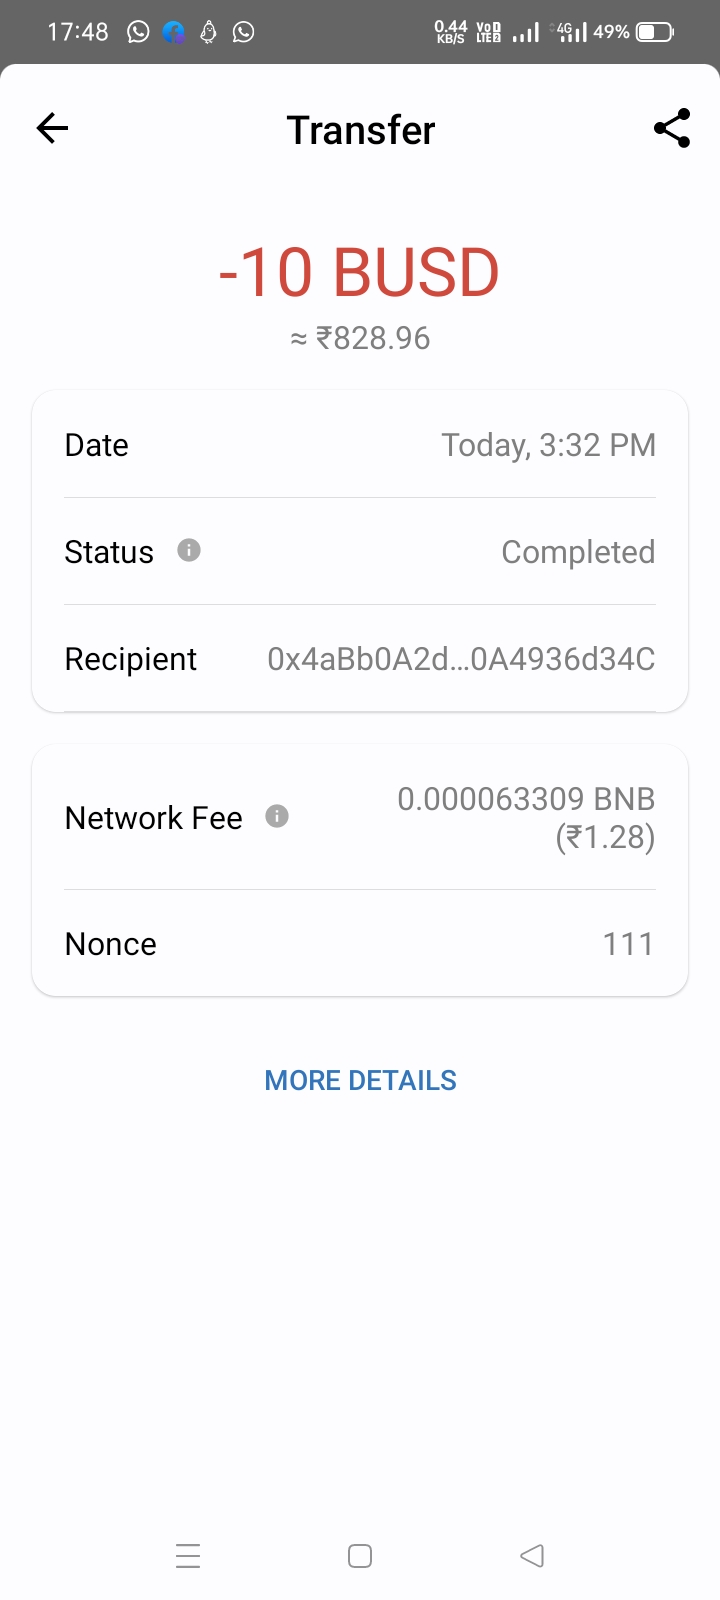 17:48 0.44 KB/S VoD LTE2 4G 49%
Transfer
-10 BUSD
≈ ₹828.96
Date Today, 3:32 PM
Status Completed
Recipient 0x4aBb0A2d...0A4936d34C
Network Fee 0.000063309 BNB
(₹1.28)
Nonce 111
MORE DETAILS